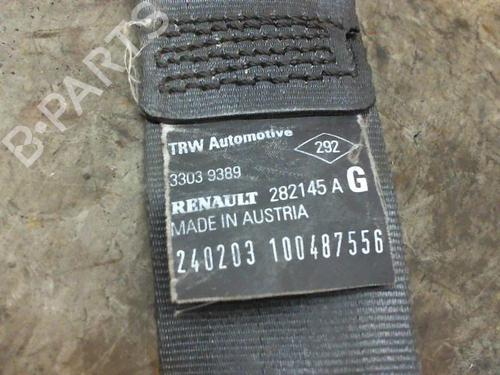 B-PARTS
TRW Automotive
292
3303 9389
RENAULT 282145 A G
MADE IN AUSTRIA
240203 100487556